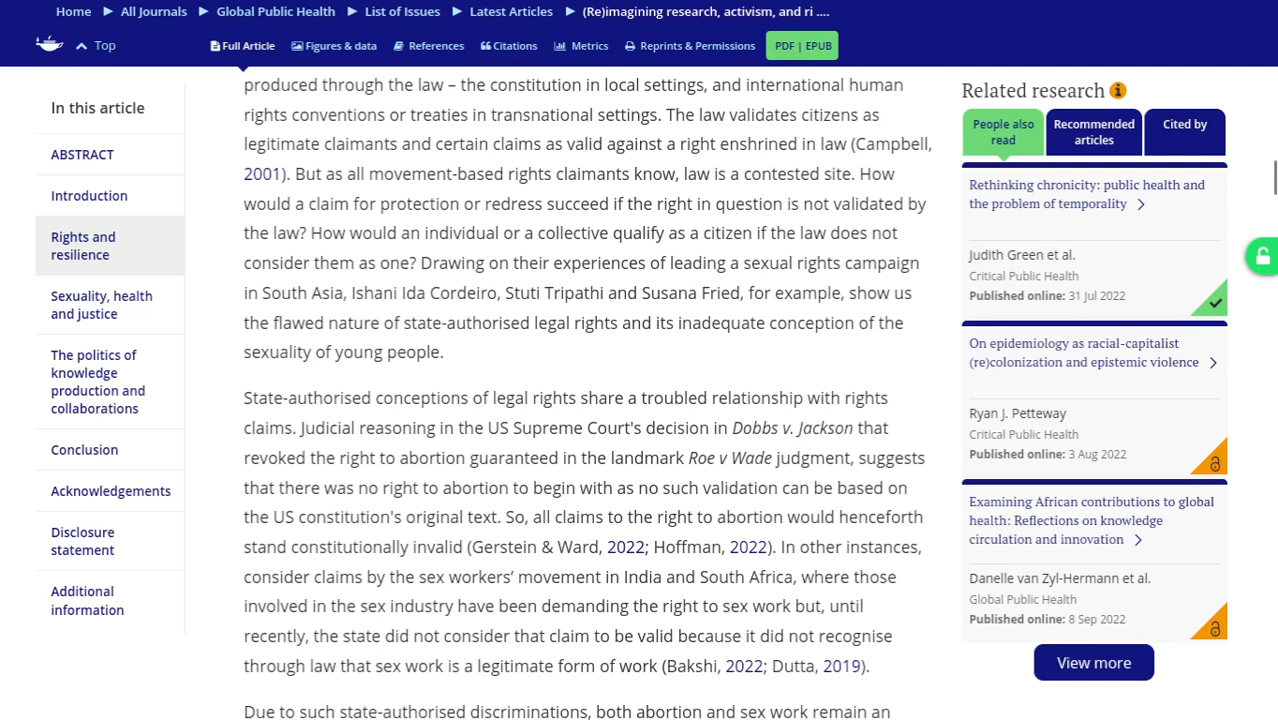 Home All Journals Global Public Health List of Issues Latest Articles (Re)imagining research, activism, and ri ....
Top Full Article Figures & data References Citations Metrics Reprints & Permissions PDF | EPUB
In this article
ABSTRACT
Introduction
Rights and
resilience
Sexuality, health
and justice
The politics of
knowledge
production and
collaborations
Conclusion
Acknowledgements
Disclosure
statement
Additional
information
produced through the law – the constitution in local settings, and international human
rights conventions or treaties in transnational settings. The law validates citizens as
legitimate claimants and certain claims as valid against a right enshrined in law (Campbell,
2001). But as all movement-based rights claimants know, law is a contested site. How
would a claim for protection or redress succeed if the right in question is not validated by
the law? How would an individual or a collective qualify as a citizen if the law does not
consider them as one? Drawing on their experiences of leading a sexual rights campaign
in South Asia, Ishani Ida Cordeiro, Stuti Tripathi and Susana Fried, for example, show us
the flawed nature of state-authorised legal rights and its inadequate conception of the
sexuality of young people.
State-authorised conceptions of legal rights share a troubled relationship with rights
claims. Judicial reasoning in the US Supreme Court's decision in Dobbs v. Jackson that
revoked the right to abortion guaranteed in the landmark Roe v Wade judgment, suggests
that there was no right to abortion to begin with as no such validation can be based on
the US constitution's original text. So, all claims to the right to abortion would henceforth
stand constitutionally invalid (Gerstein & Ward, 2022; Hoffman, 2022). In other instances,
consider claims by the sex workers’ movement in India and South Africa, where those
involved in the sex industry have been demanding the right to sex work but, until
recently, the state did not consider that claim to be valid because it did not recognise
through law that sex work is a legitimate form of work (Bakshi, 2022; Dutta, 2019).
Due to such state-authorised discriminations, both abortion and sex work remain an
Related research
People also
read
Recommended
articles
Cited by
Rethinking chronicity: public health and
the problem of temporality
Judith Green et al.
Critical Public Health
Published online: 31 Jul 2022
On epidemiology as racial-capitalist
(re)colonization and epistemic violence
Ryan J. Petteway
Critical Public Health
Published online: 3 Aug 2022
Examining African contributions to global
health: Reflections on knowledge
circulation and innovation
Danelle van Zyl-Hermann et al.
Global Public Health
Published online: 8 Sep 2022
View more